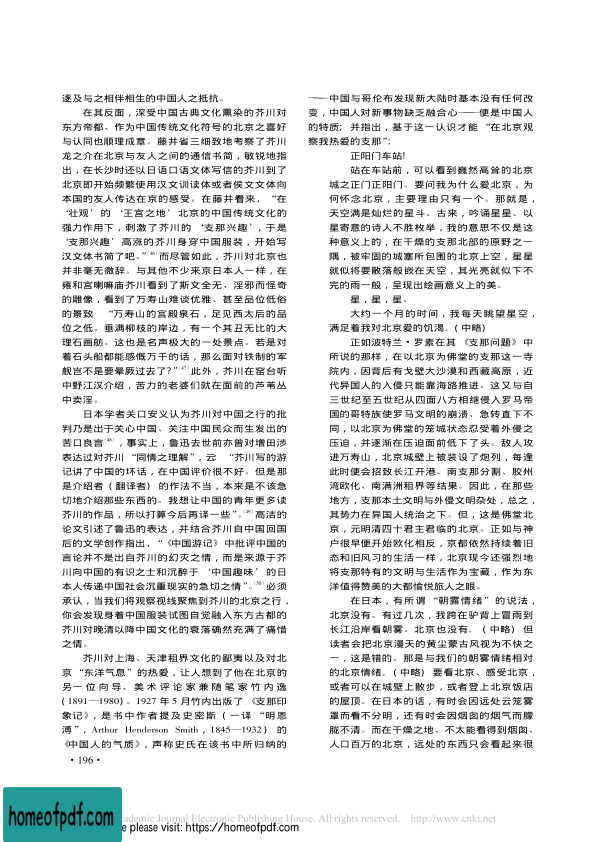 逐及与之相伴相生的中国人之抵抗。
在其反面，深受中国古典文化熏染的芥川对
东方帝都、作为中国传统文化符号的北京之喜好
与认同也顺理成章。藤井省三细致地考察了芥川
龙之介在北京与友人之间的通信书简，敏锐地指
出，在长沙时还以日语口语文体写信的芥川到了
北京即开始频繁使用汉文训读体或者侯文文体向
本国的友人传达在京的感受。在藤井看来，“在
‘壮观’的‘王宫之地’北京的中国传统文化的
强力作用下，刺激了芥川的‘支那兴趣’，于是
‘支那兴趣’高涨的芥川身穿中国服装，开始写
汉文体书简了吧。”[46]而尽管如此，芥川对北京也
并非毫无微辞。与其他不少来京日本人一样，在
雍和宫喇嘛庙芥川看到了斯文全无、淫邪而怪奇
的雕像，看到了万寿山难谈优雅、甚至品位低俗
的景致：“万寿山的宫殿泉石，足见西太后的品
位之低。垂满柳枝的岸边，有一个其丑无比的大
理石画舫。这也是名声极大的一处景点。若是对
着石头船都能感慨万千的话，那么面对铁制的军
舰岂不是要晕厥过去了?”[47]此外，芥川在窑台听
中野江汉介绍，苦力的老婆们就在面前的芦苇丛
中卖淫。
日本学者关口安义认为芥川对中国之行的批
判乃是出于关心中国、关注中国民众而生发出的
苦口良言[48]，事实上，鲁迅去世前亦曾对增田涉
表达过对芥川“同情之理解”，云“芥川写的游
记讲了中国的坏话，在中国评价很不好。但是那
是介绍者（翻译者）的作法不当，本来是不该急
切地介绍那些东西的。我想让中国的青年更多读
芥川的作品，所以打算今后再译一些”。[49]高洁的
论文引述了鲁迅的表达，并结合芥川自中国回国
后的文学创作指出，“《中国游记》中批评中国的
言论并不是出自芥川的幻灭之情，而是来源于芥
川向中国的有识之士和沉醉于‘中国趣味’的日
本人传递中国社会沉重现实的急切之情”。[50]必须
承认，当我们将观察视线聚焦到芥川的北京之行，
你会发现身着中国服装试图自觉融入东方古都的
芥川对晚清以降中国文化的衰落确然充满了痛惜
之情。
芥川对上海、天津租界文化的鄙夷以及对北
京“东洋气息”的热爱，让人想到了他在北京的
另一位向导、美术评论家兼随笔家竹内逸
(1891—1980)。1927年5月竹内出版了《支那印
象记》，是书中作者提及史密斯（一译“明恩
溥”，Arthur Henderson Smith，1845—1932）的
《中国人的气质》，声称史氏在该书中所归纳的
·196·
——中国与哥伦布发现新大陆时基本没有任何改
变，中国人对新事物缺乏融合心——便是中国人
的特质；并指出，基于这一认识才能“在北京观
察我热爱的支那”：
正阳门车站!
站在车站前，可以看到巍然高耸的北京
城之正门正阳门。要问我为什么爱北京，为
何怀念北京，主要理由只有一个。那就是，
天空满是灿烂的星斗。古来，吟诵星星、以
星寄意的诗人不胜枚举，我的意思不仅是这
种意义上的，在干燥的支那北部的原野之一
隅，被牢固的城塞所包围的北京上空，星星
就似将要散落般嵌在天空，其光亮就似下不
完的雨一般，呈现出绘画意义上的美。
星，星，星。
大约一个月的时间，我每天眺望星空，
满足着我对北京爱的饥渴。（中略）
正如波特兰·罗素在其《支那问题》中
所说的那样，在以北京为佛堂的支那这一寺
院内，因背后有戈壁大沙漠和西藏高原，近
代异国人的入侵只能靠海路推进。这又与自
三世纪至五世纪从四面八方相继侵入罗马帝
国的哥特族使罗马文明的崩溃、急转直下不
同，以北京为佛堂的笼城状态忍受着外侵之
压迫，并逐渐在压迫面前低下了头。敌人攻
进万寿山，北京城壁上被装设了炮列，每逢
此时便会招致长江开港、南支那分割、胶州
湾欧化、南满洲租界等结果。因此，在那些
地方，支那本土文明与外侵文明杂处，总之，
其势力在异国人统治之下。但，这是佛堂北
京，元明清四十君主君临的北京。正如与神
户很早便开始欧化相反，京都依然持续着旧
态和旧风习的生活一样，北京现今还强烈地
将支那特有的文明与生活作为宝藏，作为东
洋值得赞美的大都愉悦旅人之眼。
在日本，有所谓“朝露情绪”的说法，
北京没有。有过几次，我跨在驴背上冒雨到
长江沿岸看朝雾。北京也没有。（中略）但
读者会把北京漫天的黄尘蒙古风视为不快之
一，这是错的。那是与我们的朝雾情绪相对
的北京情绪。（中略）要看北京、感受北京，
或者可以在城壁上散步，或者登上北京饭店
的屋顶。在日本的话，有时会因远处云笼雾
罩而看不分明，还有时会因烟囱的烟气而朦
胧不清。而在干燥之地、不太能看得到烟囱、
人口百万的北京，远处的东西只会看起来很
cademic Journal Electronic Publishing House. All rights reserved. http://www.cnki.net
homeofpdf.com
e please visit: https://homeofpdf.com